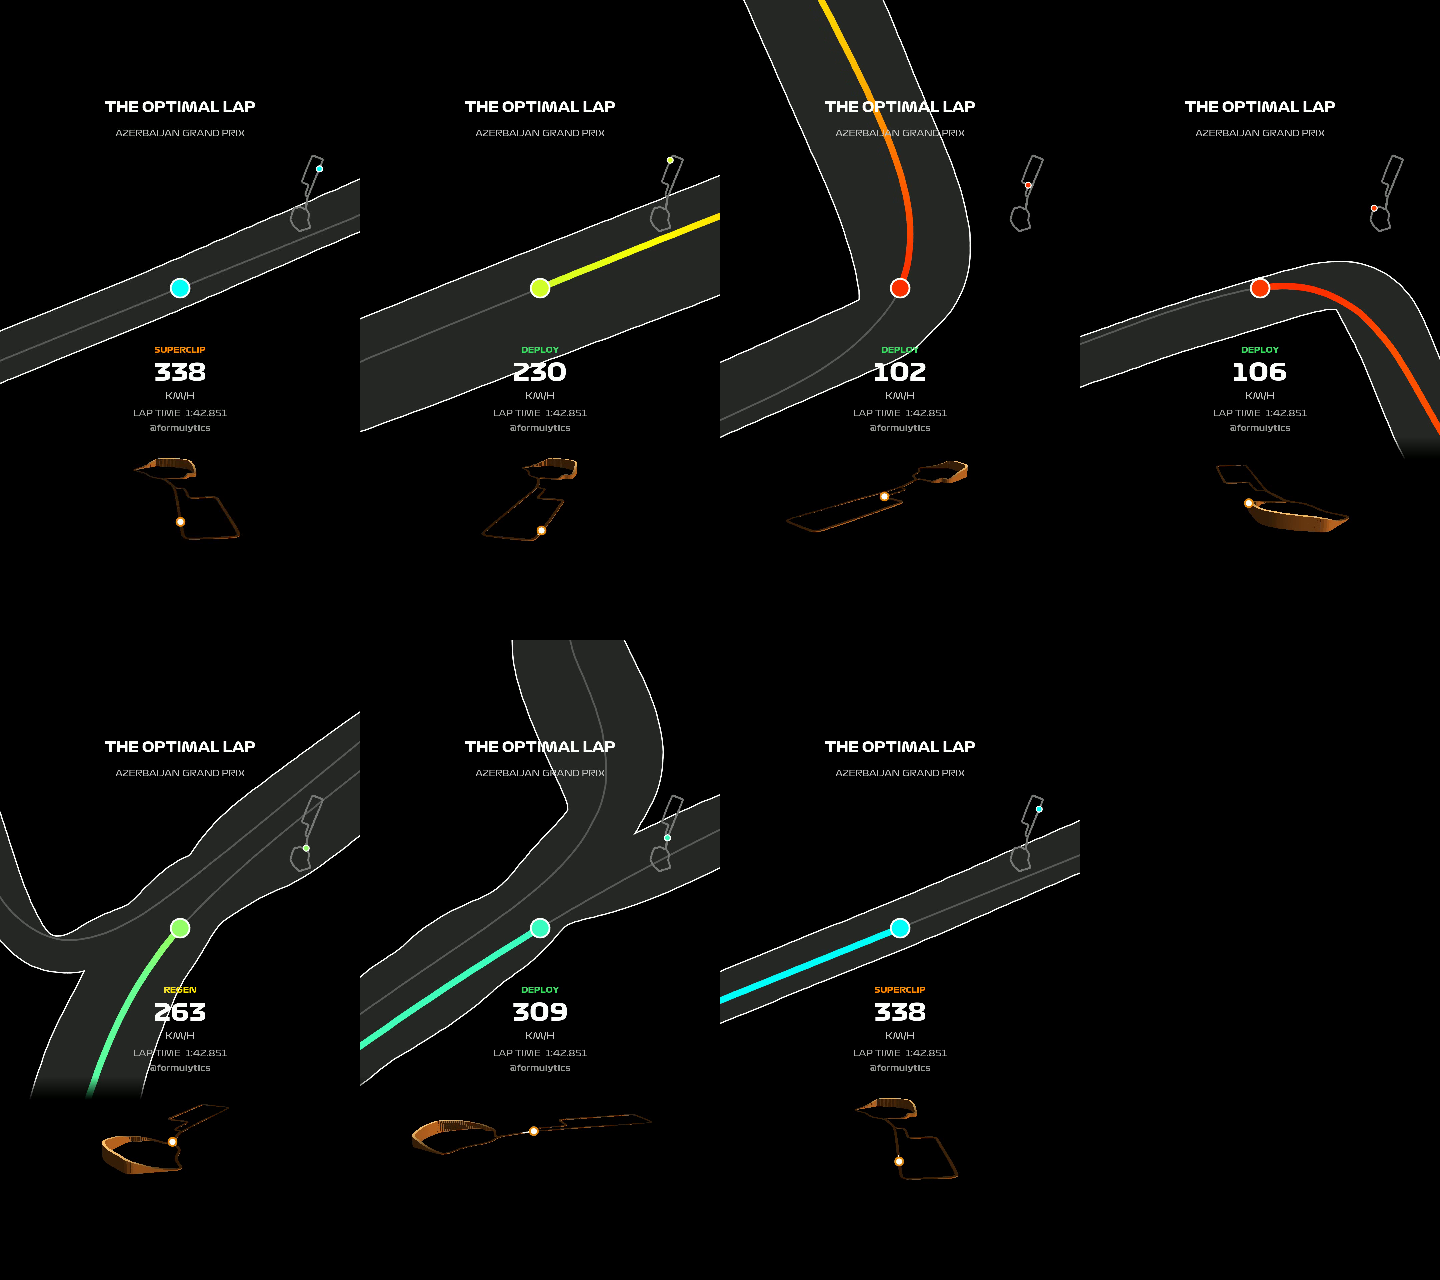 THE OPTIMAL LAP
AZERBAIJAN GRAND PRIX
SUPERCLIP
338
KM/H
LAP TIME 1:42.851
@formulytics
THE OPTIMAL LAP
AZERBAIJAN GRAND PRIX
DEPLOY
230
KM/H
LAP TIME 1:42.851
@formulytics
THE OPTIMAL LAP
AZERBAIJAN GRAND PRIX
DEPLOY
102
KM/H
LAP TIME 1:42.851
@formulytics
THE OPTIMAL LAP
AZERBAIJAN GRAND PRIX
DEPLOY
106
KM/H
LAP TIME 1:42.851
@formulytics
THE OPTIMAL LAP
AZERBAIJAN GRAND PRIX
REGEN
263
KM/H
LAP TIME 1:42.851
@formulytics
THE OPTIMAL LAP
AZERBAIJAN GRAND PRIX
DEPLOY
309
KM/H
LAP TIME 1:42.851
@formulytics
THE OPTIMAL LAP
AZERBAIJAN GRAND PRIX
SUPERCLIP
338
KM/H
LAP TIME 1:42.851
@formulytics